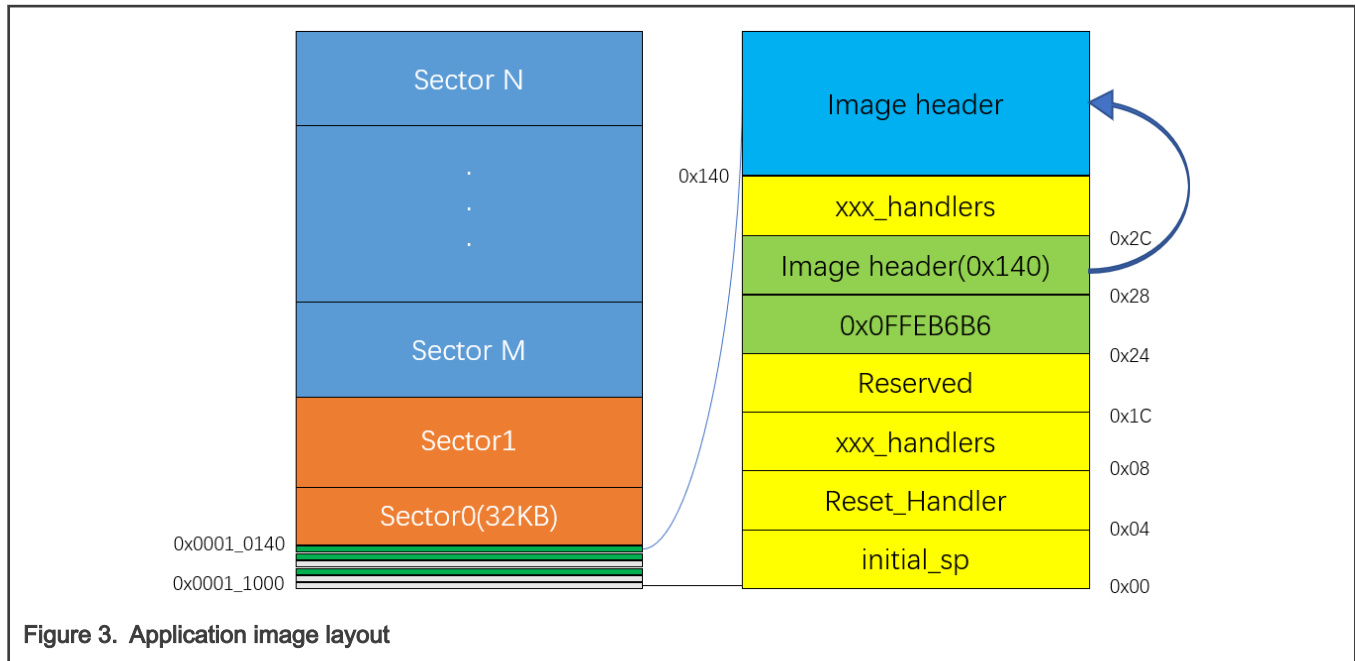 Sector N
.
.
.
Sector M
Sector1
Sector0(32KB)
0x0001_0140
0x0001_1000
Image header
0x140
xxx_handlers
0x2C
Image header(0x140)
0x28
0x0FFEB6B6
0x24
Reserved
0x1C
xxx_handlers
0x08
Reset_Handler
0x04
initial_sp
0x00
Figure 3. Application image layout